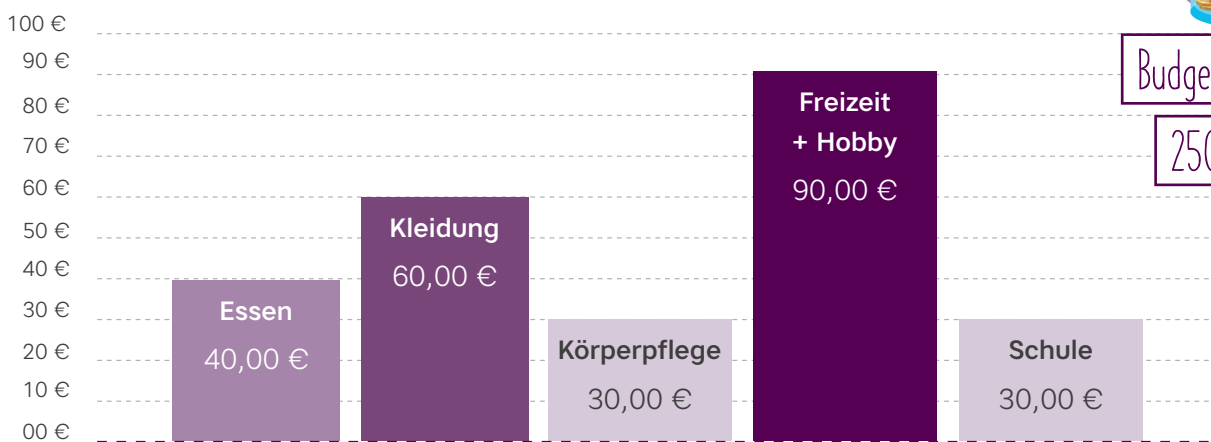 100 €
90 €
80 €
70 €
60 €
50 €
40 €
30 €
20 €
10 €
00 €
Essen
40,00 €
Kleidung
60,00 €
Körperpflege
30,00 €
Freizeit
+ Hobby
90,00 €
Schule
30,00 €